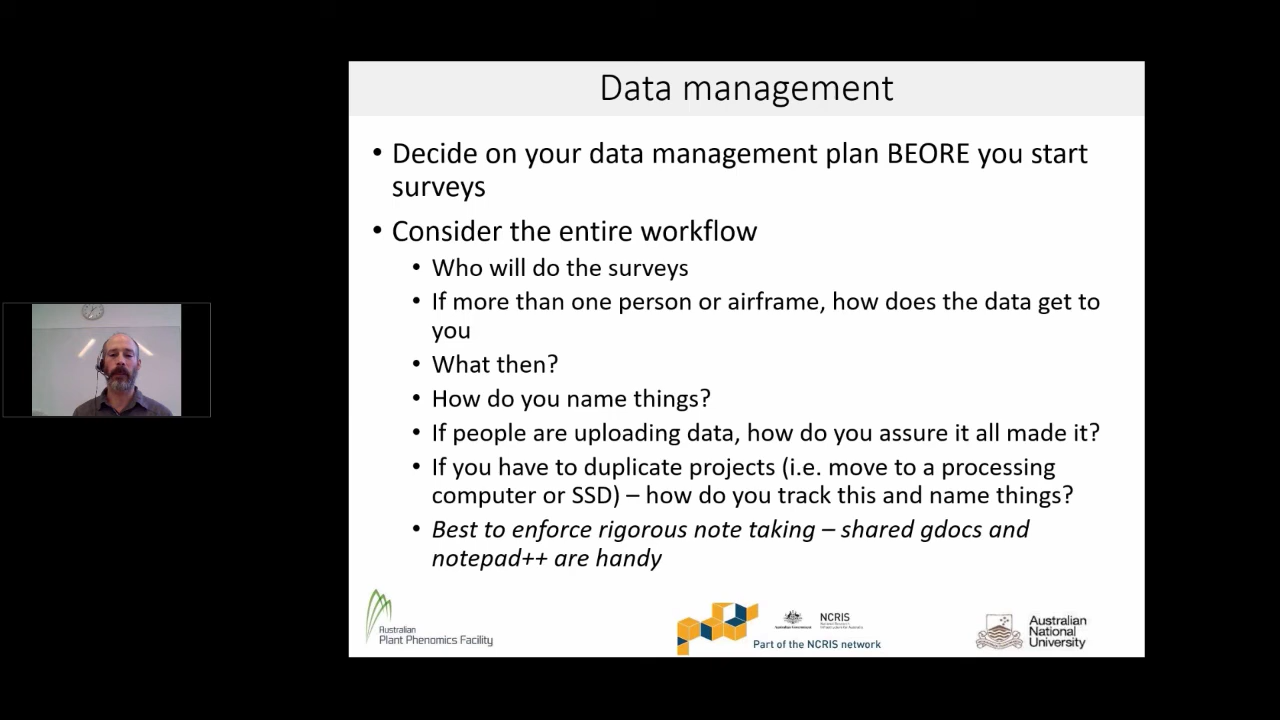 Data management
• Decide on your data management plan BEORE you start
surveys
• Consider the entire workflow
• Who will do the surveys
• If more than one person or airframe, how does the data get to
you
• What then?
• How do you name things?
• If people are uploading data, how do you assure it all made it?
• If you have to duplicate projects (i.e. move to a processing
computer or SSD) – how do you track this and name things?
• Best to enforce rigorous note taking – shared gdocs and
notepad++ are handy
Australian
Plant Phenomics Facility
NCRIS
Part of the NCRIS network
Australian
National
University